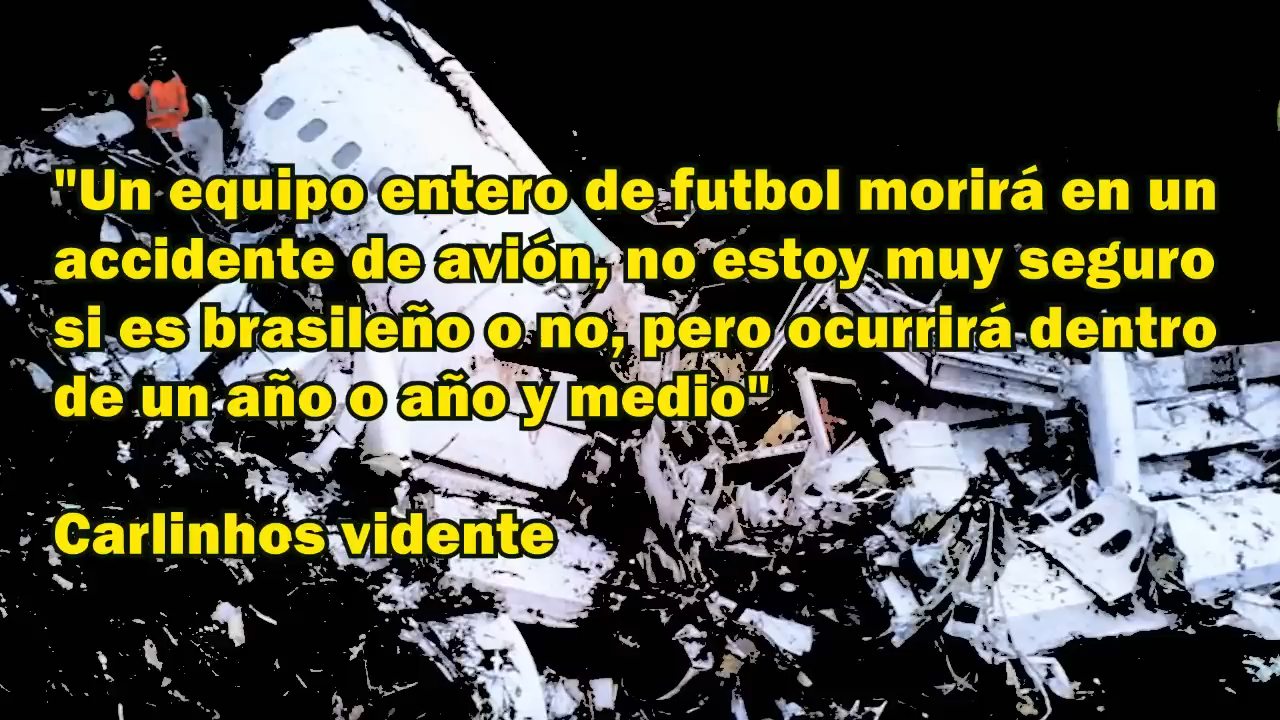 "Un equipo entero de futbol morirá en un
accidente de avión, no estoy muy seguro
si es brasileño o no, pero ocurrirá dentro
de un año o año y medio"
Carlinhos vidente